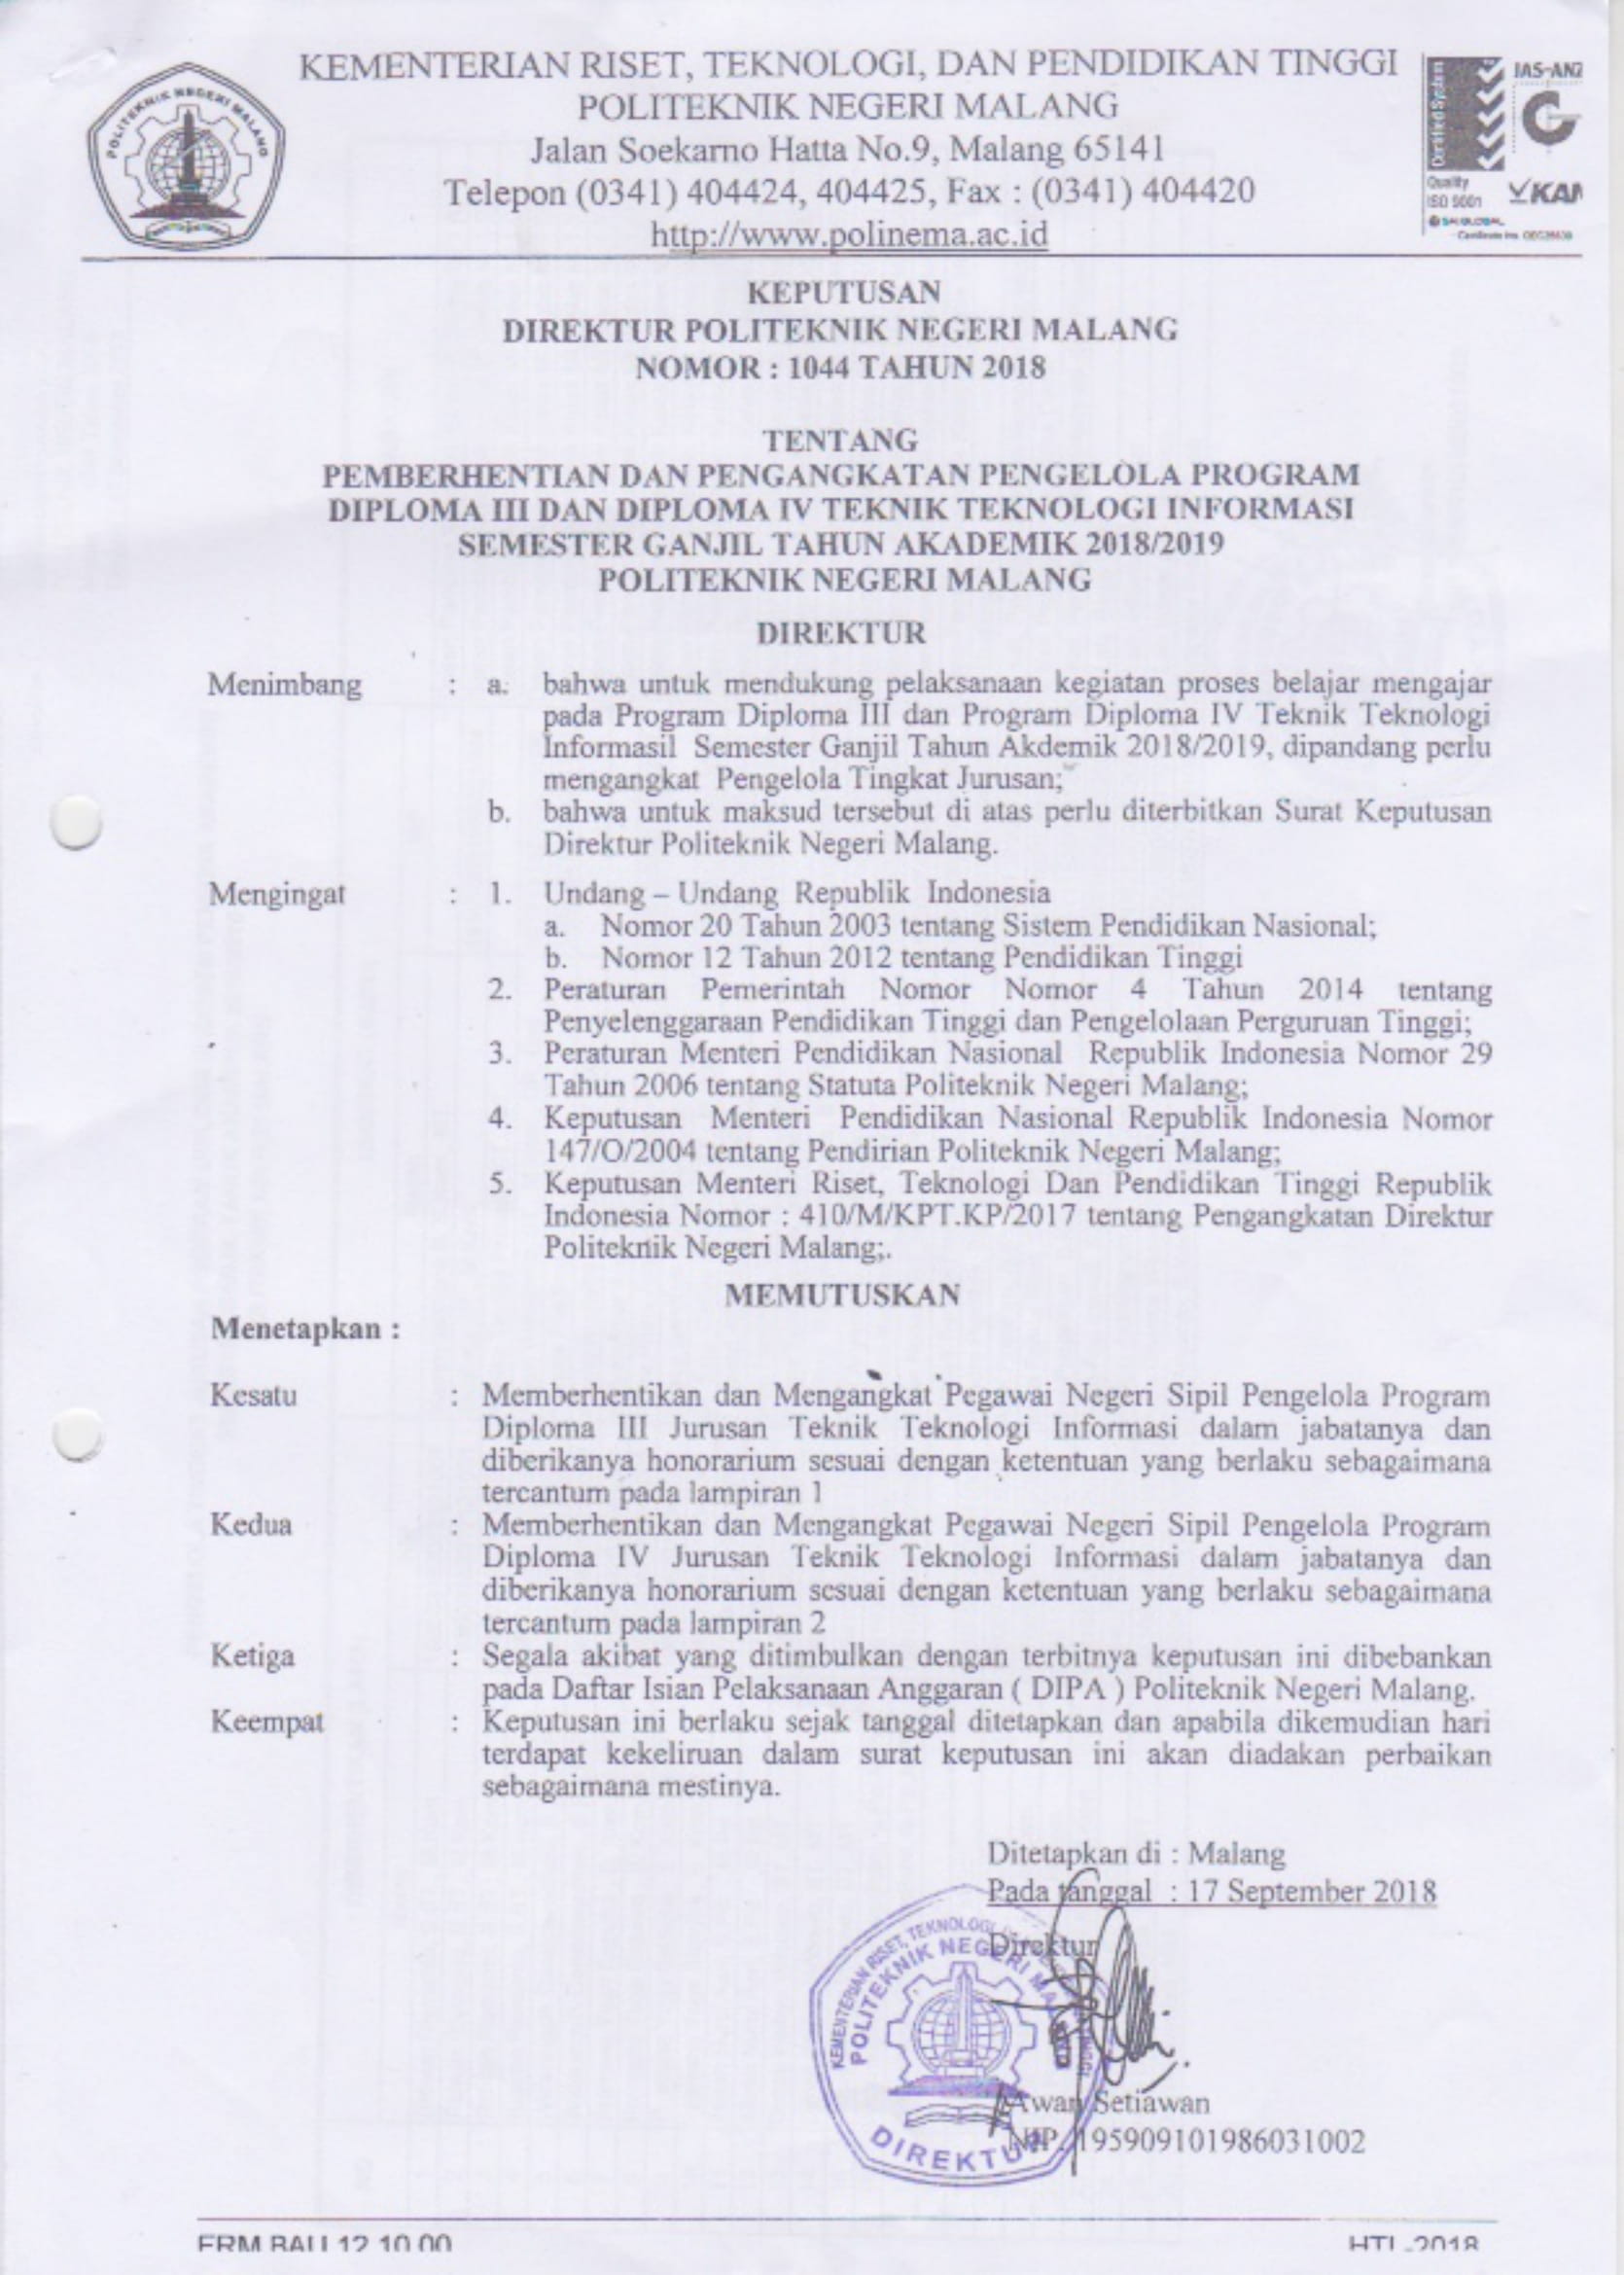 KEMENTERIAN RISET, TEKNOLOGI, DAN PENDIDIKAN TINGGI
POLITEKNIK NEGERI MALANG
Jalan Soekarno Hatta No.9, Malang 65141
Telepon (0341) 404424, 404425, Fax : (0341) 404420
http://www.polinema.ac.id
POLITEKNIK NEGERI MALANG
Certified System
JAS-ANZ
Quality
ISO 9001
KAN
SAI GLOBAL
KEPUTUSAN
DIREKTUR POLITEKNIK NEGERI MALANG
NOMOR : 1044 TAHUN 2018
TENTANG
PEMBERHENTIAN DAN PENGANGKATAN PENGELOLA PROGRAM
DIPLOMA III DAN DIPLOMA IV TEKNIK TEKNOLOGI INFORMASI
SEMESTER GANJIL TAHUN AKADEMIK 2018/2019
POLITEKNIK NEGERI MALANG
DIREKTUR
Menimbang : a. bahwa untuk mendukung pelaksanaan kegiatan proses belajar mengajar
pada Program Diploma III dan Program Diploma IV Teknik Teknologi
Informasil Semester Ganjil Tahun Akdemik 2018/2019, dipandang perlu
mengangkat Pengelola Tingkat Jurusan;
b. bahwa untuk maksud tersebut di atas perlu diterbitkan Surat Keputusan
Direktur Politeknik Negeri Malang.
Mengingat : 1. Undang – Undang Republik Indonesia
a. Nomor 20 Tahun 2003 tentang Sistem Pendidikan Nasional;
b. Nomor 12 Tahun 2012 tentang Pendidikan Tinggi
2. Peraturan Pemerintah Nomor Nomor 4 Tahun 2014 tentang
Penyelenggaraan Pendidikan Tinggi dan Pengelolaan Perguruan Tinggi;
3. Peraturan Menteri Pendidikan Nasional Republik Indonesia Nomor 29
Tahun 2006 tentang Statuta Politeknik Negeri Malang;
4. Keputusan Menteri Pendidikan Nasional Republik Indonesia Nomor
147/O/2004 tentang Pendirian Politeknik Negeri Malang;
5. Keputusan Menteri Riset, Teknologi Dan Pendidikan Tinggi Republik
Indonesia Nomor : 410/M/KPT.KP/2017 tentang Pengangkatan Direktur
Politeknik Negeri Malang;.
MEMUTUSKAN
Menetapkan :
Kesatu : Memberhentikan dan Mengangkat Pegawai Negeri Sipil Pengelola Program
Diploma III Jurusan Teknik Teknologi Informasi dalam jabatanya dan
diberikanya honorarium sesuai dengan ketentuan yang berlaku sebagaimana
tercantum pada lampiran 1
Kedua : Memberhentikan dan Mengangkat Pegawai Negeri Sipil Pengelola Program
Diploma IV Jurusan Teknik Teknologi Informasi dalam jabatanya dan
diberikanya honorarium sesuai dengan ketentuan yang berlaku sebagaimana
tercantum pada lampiran 2
Ketiga : Segala akibat yang ditimbulkan dengan terbitnya keputusan ini dibebankan
pada Daftar Isian Pelaksanaan Anggaran ( DIPA ) Politeknik Negeri Malang.
Keempat : Keputusan ini berlaku sejak tanggal ditetapkan dan apabila dikemudian hari
terdapat kekeliruan dalam surat keputusan ini akan diadakan perbaikan
sebagaimana mestinya.
Ditetapkan di : Malang
Pada tanggal : 17 September 2018
Direktur
KEMENTERIAN RISET, TEKNOLOGI,
POLITEKNIK NEGERI
DIREKTUR
Awan Setiawan
NIP. 195909101986031002
FRM.BAU.12.10.00
HTL-2018